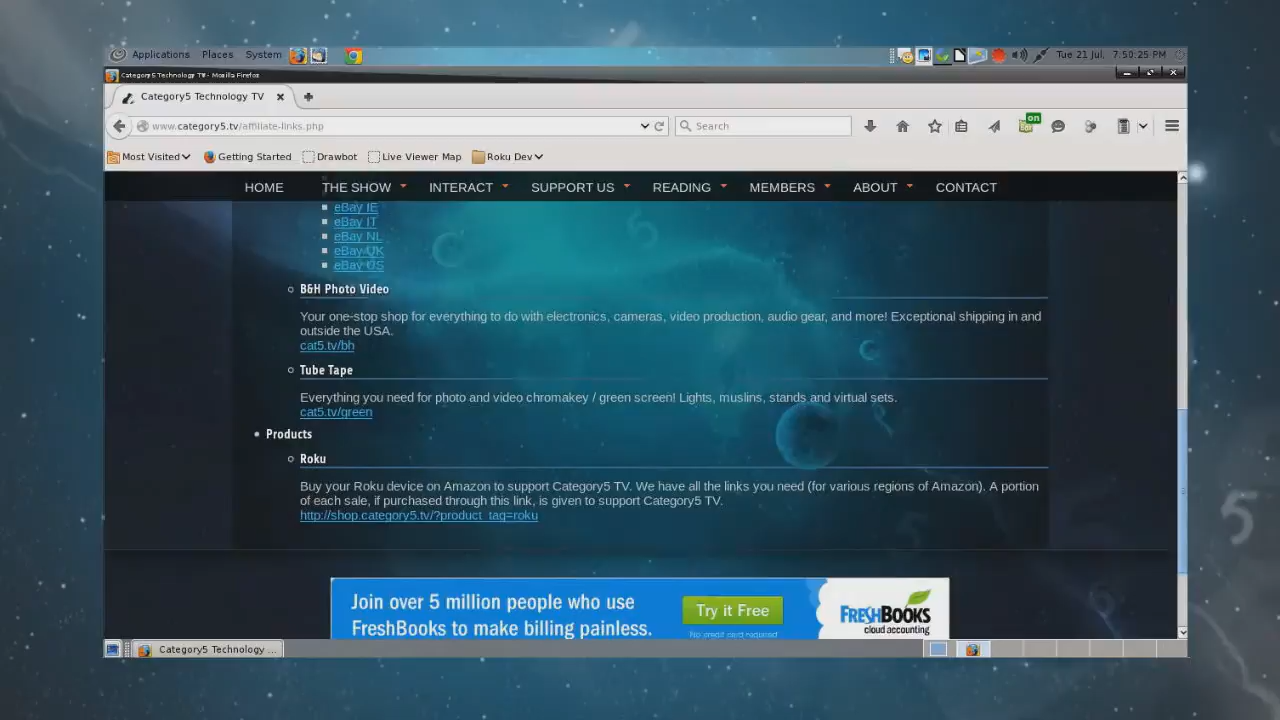 Applications Places System
Tue 21 Jul, 7:50:25 PM
Category5 Technology TV - Mozilla Firefox
Category5 Technology TV
www.category5.tv/affiliate-links.php
Search
on
Most Visited Getting Started Drawbot Live Viewer Map Roku Dev
HOME THE SHOW INTERACT SUPPORT US READING MEMBERS ABOUT CONTACT
eBay IE
eBay IT
eBay NL
eBay UK
eBay US
B&H Photo Video
Your one-stop shop for everything to do with electronics, cameras, video production, audio gear, and more! Exceptional shipping in and
outside the USA.
cat5.tv/bh
Tube Tape
Everything you need for photo and video chromakey / green screen! Lights, muslins, stands and virtual sets.
cat5.tv/green
Products
Roku
Buy your Roku device on Amazon to support Category5 TV. We have all the links you need (for various regions of Amazon). A portion
of each sale, if purchased through this link, is given to support Category5 TV.
http://shop.category5.tv/?product_tag=roku
Join over 5 million people who use
FreshBooks to make billing painless.
Try it Free
No credit card required
FRESHBOOKS
cloud accounting
Category5 Technology ...
5